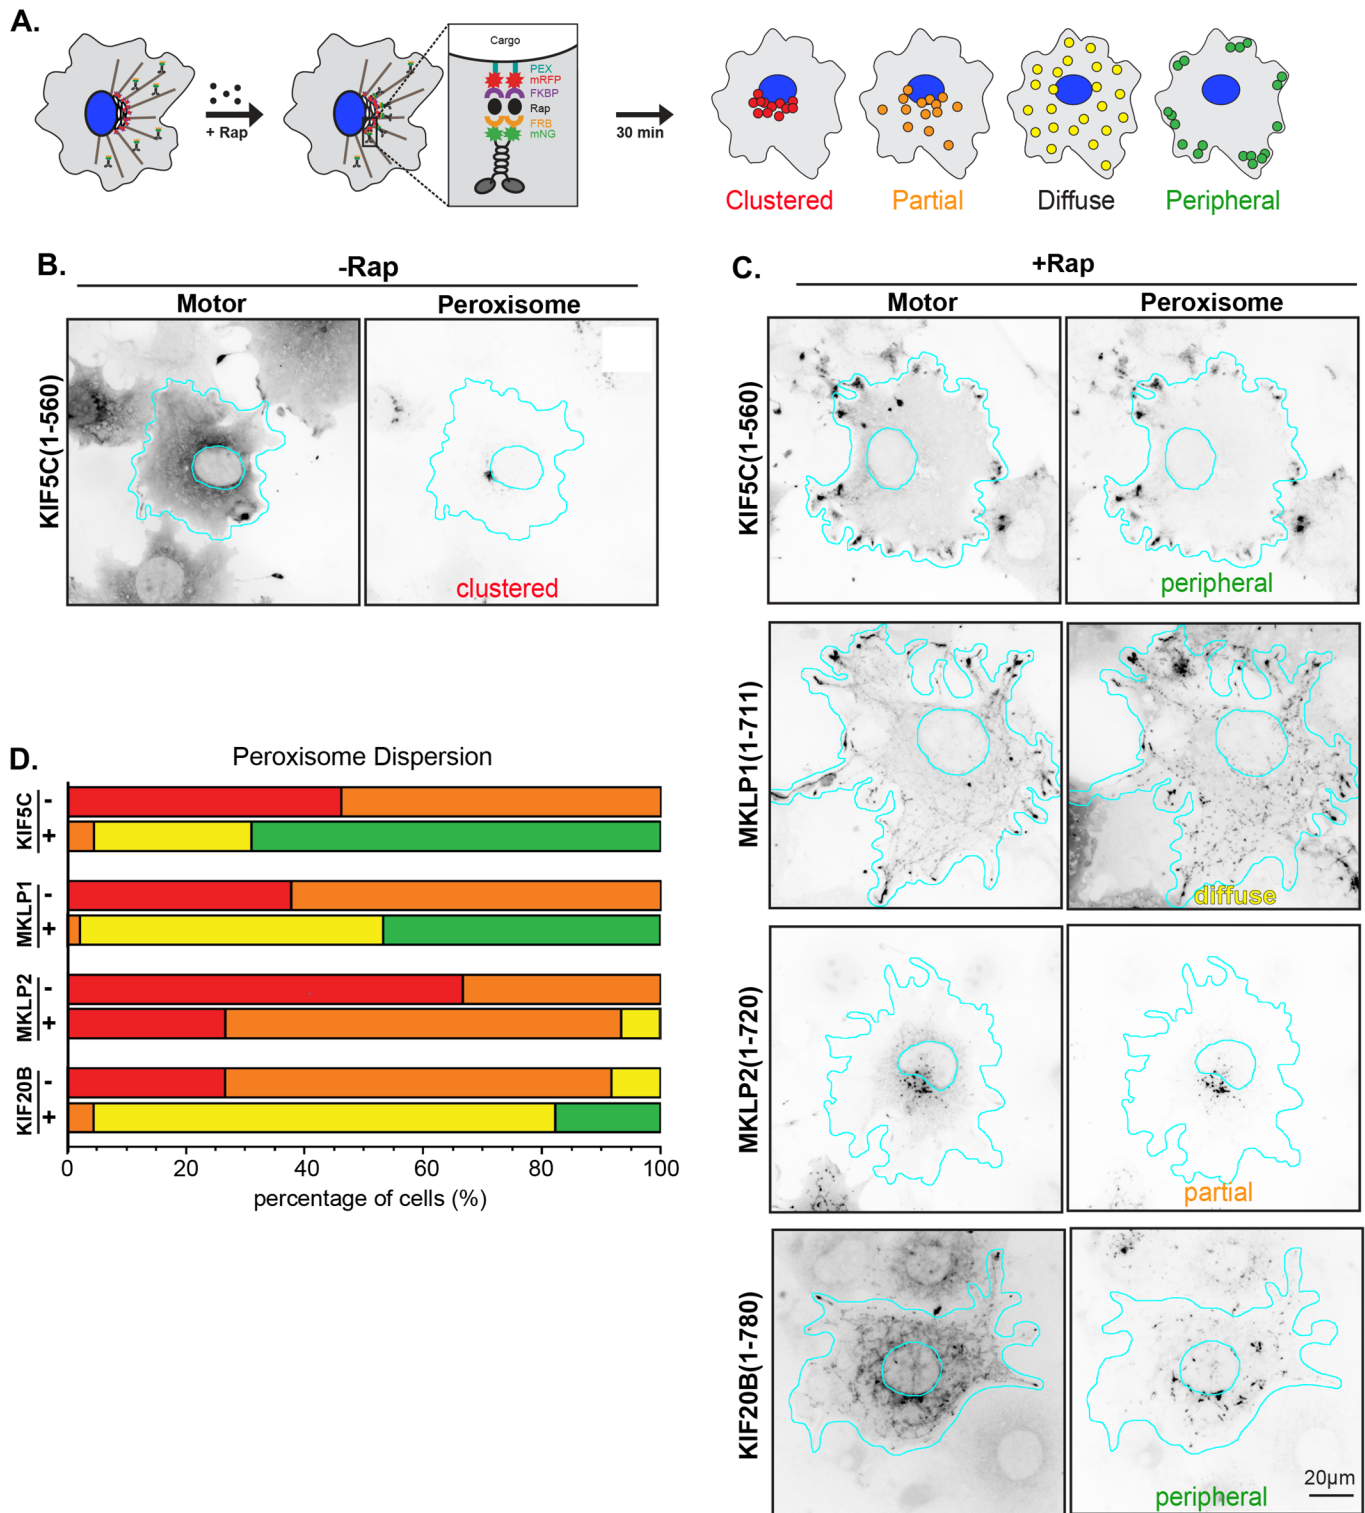 A.
+ Rap
Cargo
PEX
mRFP
FKBP
Rap
FRB
mNG
30 min
Clustered
Partial
Diffuse
Peripheral
B.
-Rap
Motor
Peroxisome
KIF5C(1-560)
clustered
C.
+Rap
Motor
Peroxisome
KIF5C(1-560)
peripheral
MKLP1(1-711)
diffuse
MKLP2(1-720)
partial
KIF20B(1-780)
20μm
peripheral
D.
Peroxisome Dispersion
KIF5C
-
+
MKLP1
-
+
MKLP2
-
+
KIF20B
-
+
0 20 40 60 80 100
percentage of cells (%)